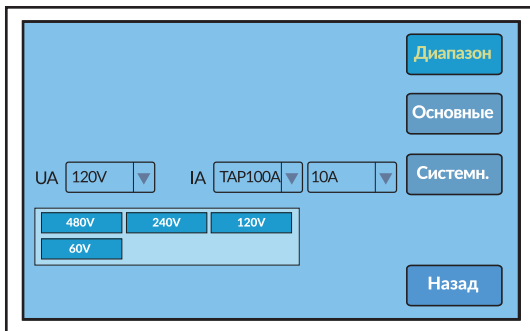 Диапазон
Основные
UA 120V IA TAP100A 10A Системн.
480V 240V 120V
60V
Назад